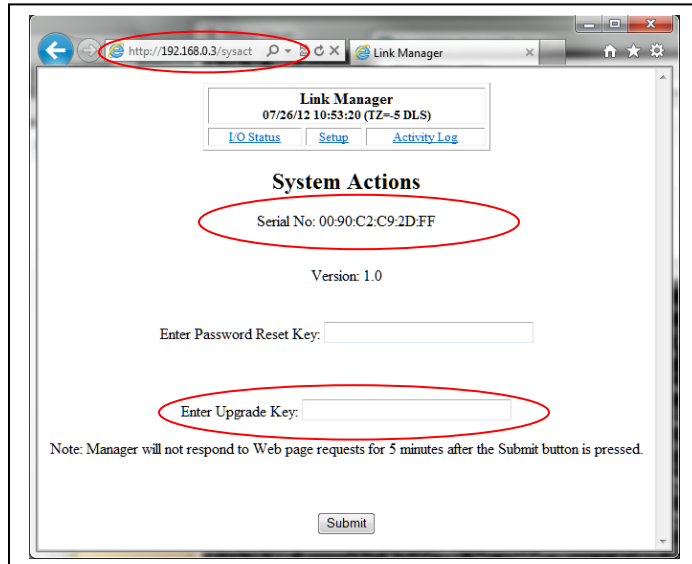 http://192.168.0.3/sysact
Link Manager
Link Manager
07/26/12 10:53:20 (TZ=-5 DLS)
I/O Status Setup Activity Log
System Actions
Serial No: 00:90:C2:C9:2D:FF
Version: 1.0
Enter Password Reset Key:
Enter Upgrade Key:
Note: Manager will not respond to Web page requests for 5 minutes after the Submit button is pressed.
Submit